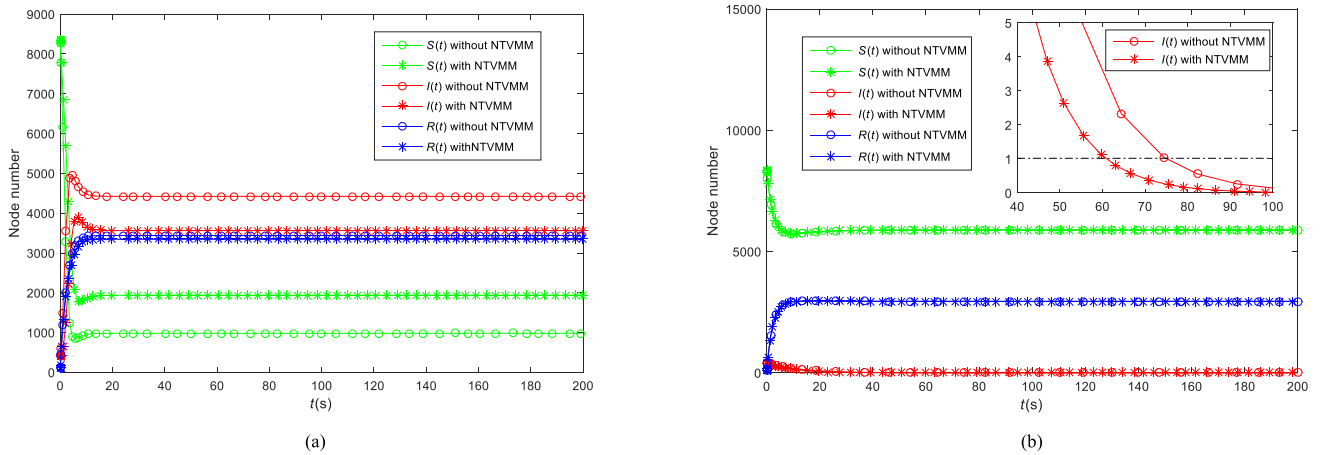 9000
8000
7000
6000
5000
4000
3000
2000
1000
0
Node number
S(t) without NTVMM
S(t) with NTVMM
I(t) without NTVMM
I(t) with NTVMM
R(t) without NTVMM
R(t) withNTVMM
0 20 40 60 80 100 120 140 160 180 200
t(s)
(a)
15000
10000
5000
0
Node number
S(t) without NTVMM
S(t) with NTVMM
I(t) without NTVMM
I(t) with NTVMM
R(t) without NTVMM
R(t) with NTVMM
5
4
3
2
1
0
I(t) without NTVMM
I(t) with NTVMM
40 50 60 70 80 90 100
0 20 40 60 80 100 120 140 160 180 200
t(s)
(b)